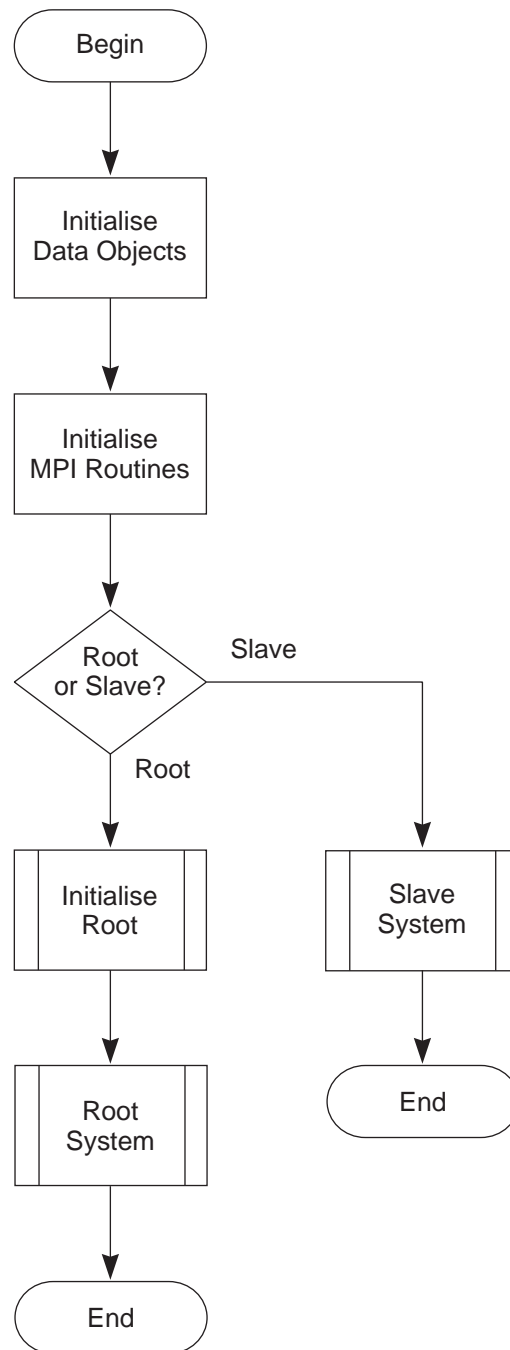 Begin
Initialise
Data Objects
Initialise
MPI Routines
Root
or Slave?
Slave
Root
Initialise
Root
Slave
System
Root
System
End
End